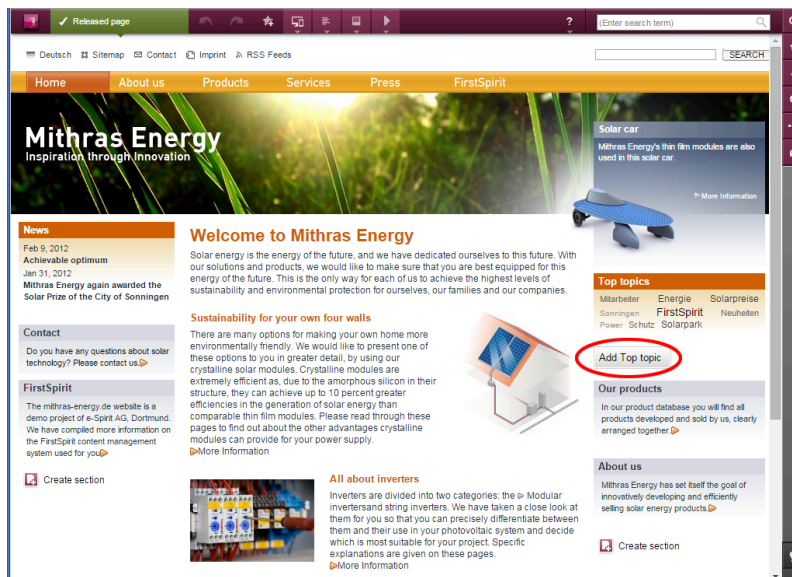 Released page
?
(Enter search term)
Deutsch Sitemap Contact Imprint RSS Feeds
SEARCH
Home About us Products Services Press FirstSpirit
Mithras Energy
Inspiration through Innovation
Solar car
Mithras Energy's thin film modules are also
used in this solar car.
More Information
News
Feb 9, 2012
Achievable optimum
Jan 31, 2012
Mithras Energy again awarded the
Solar Prize of the City of Sonningen
Contact
Do you have any questions about solar
technology? Please contact us.
FirstSpirit
The mithras-energy.de website is a
demo project of e-Spirit AG, Dortmund.
We have compiled more information on
the FirstSpirit content management
system used for you
Create section
Welcome to Mithras Energy
Solar energy is the energy of the future, and we have dedicated ourselves to this future. With
our solutions and products, we would like to make sure that you are best equipped for this
energy of the future. This is the only way for each of us to achieve the highest levels of
sustainability and environmental protection for ourselves, our families and our companies.
Sustainability for your own four walls
There are many options for making your own home more
environmentally friendly. We would like to present one of
these options to you in greater detail, by using our
crystalline solar modules. Crystalline modules are
extremely efficient as, due to the amorphous silicon in their
structure, they can achieve up to 10 percent greater
efficiencies in the generation of solar energy than
comparable thin film modules. Please read through these
pages to find out about the other advantages crystalline
modules can provide for your power supply.
More Information
All about inverters
Inverters are divided into two categories: the Modular
invertersand string inverters. We have taken a close look at
them for you so that you can precisely differentiate between
them and their use in your photovoltaic system and decide
which is most suitable for your project. Specific
explanations are given on these pages.
More Information
Top topics
Mitarbeiter Energie Solarpreise
Sonningen FirstSpirit Neuheiten
Power Schutz Solarpark
Add Top topic
Our products
In our product database you will find all
products developed and sold by us, clearly
arranged together.
About us
Mithras Energy has set itself the goal of
innovatively developing and efficiently
selling solar energy products.
Create section